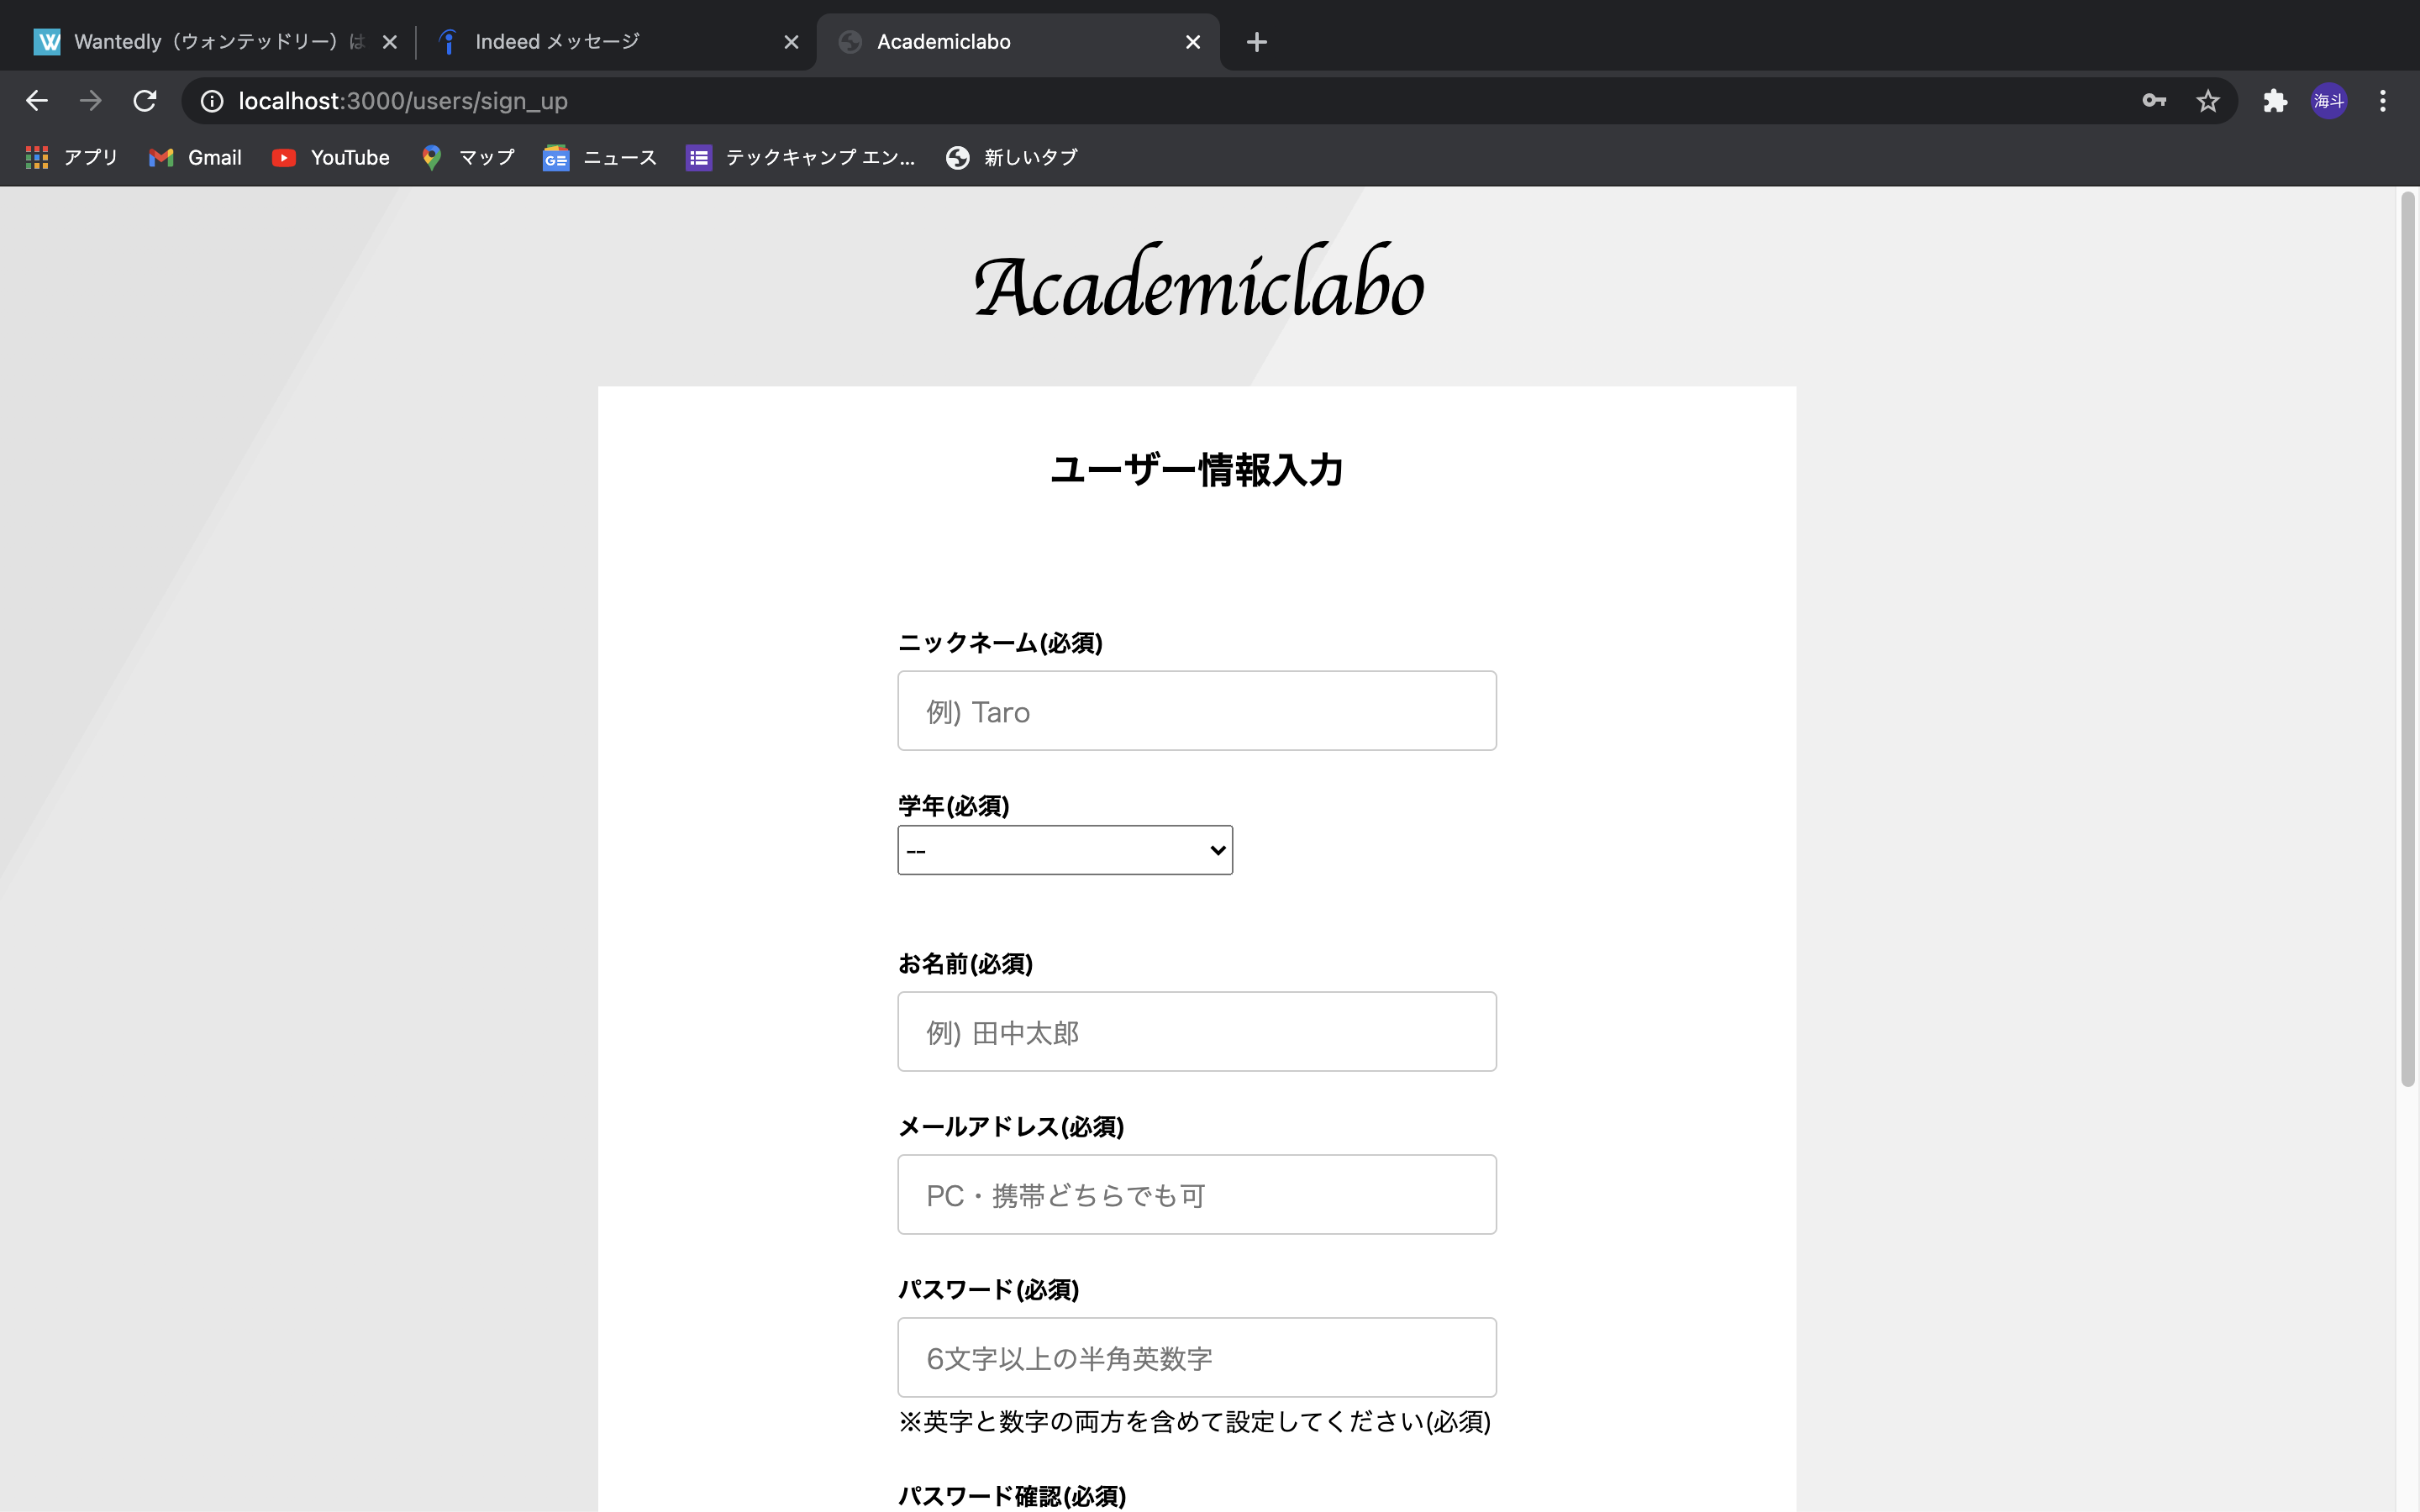 Wantedly（ウォンテッドリー）は
Indeed メッセージ
Academiclabo
localhost:3000/users/sign_up
海斗
アプリ
Gmail
YouTube
マップ
ニュース
テックキャンプ エン...
新しいタブ
Academiclabo
ユーザー情報入力
ニックネーム(必須)
例) Taro
学年(必須)
--
お名前(必須)
例) 田中太郎
メールアドレス(必須)
PC・携帯どちらでも可
パスワード(必須)
6文字以上の半角英数字
※英字と数字の両方を含めて設定してください(必須)
パスワード確認(必須)